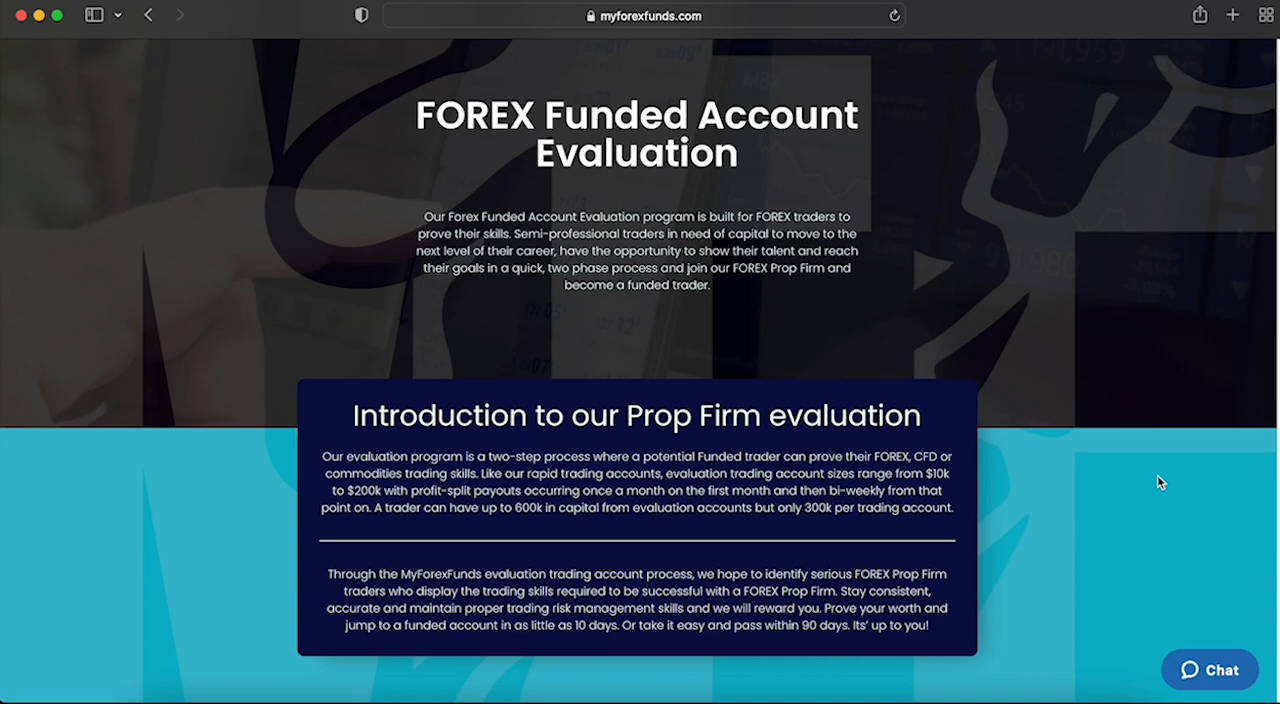 myforexfunds.com
FOREX Funded Account
Evaluation
Our Forex Funded Account Evaluation program is built for FOREX traders to
prove their skills. Semi-professional traders in need of capital to move to the
next level of their career, have the opportunity to show their talent and reach
their goals in a quick, two phase process and join our FOREX Prop Firm and
become a funded trader.
Introduction to our Prop Firm evaluation
Our evaluation program is a two-step process where a potential Funded trader can prove their FOREX, CFD or
commodities trading skills. Like our rapid trading accounts, evaluation trading account sizes range from $10k
to $200k with profit-split payouts occurring once a month on the first month and then bi-weekly from that
point on. A trader can have up to 600k in capital from evaluation accounts but only 300k per trading account.
Through the MyForexFunds evaluation trading account process, we hope to identify serious FOREX Prop Firm
traders who display the trading skills required to be successful with a FOREX Prop Firm. Stay consistent,
accurate and maintain proper trading risk management skills and we will reward you. Prove your worth and
jump to a funded account in as little as 10 days. Or take it easy and pass within 90 days. Its' up to you!
Chat